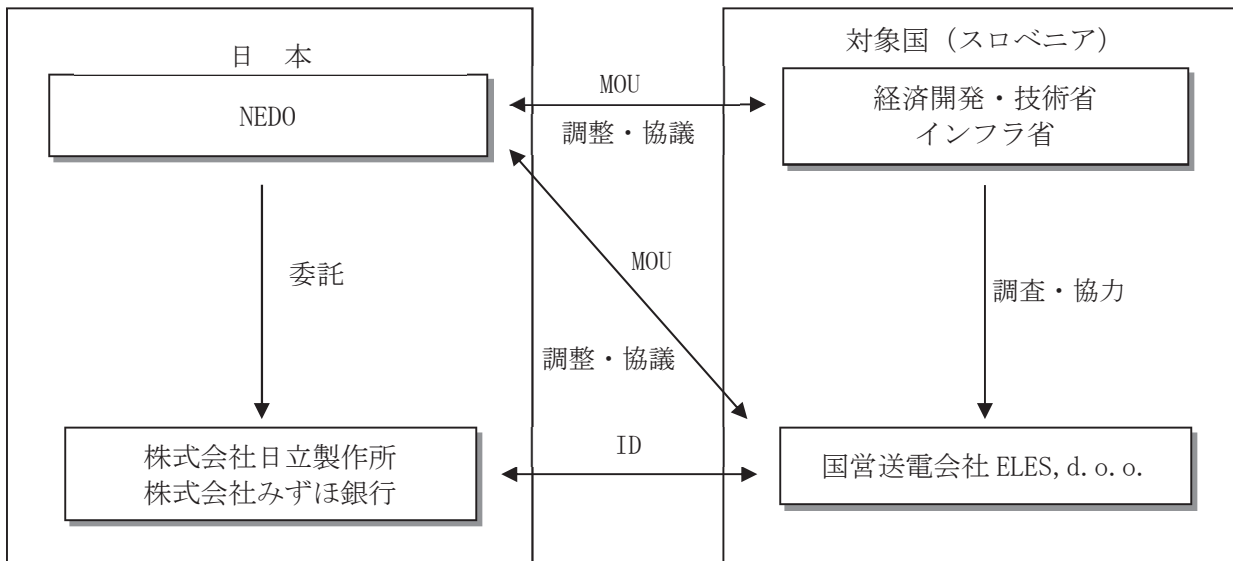 日 本
対象国（スロベニア）
NEDO
MOU
調整・協議
経済開発・技術省
インフラ省
委託
MOU
調整・協議
調査・協力
株式会社日立製作所
株式会社みずほ銀行
ID
国営送電会社 ELES, d.o.o.